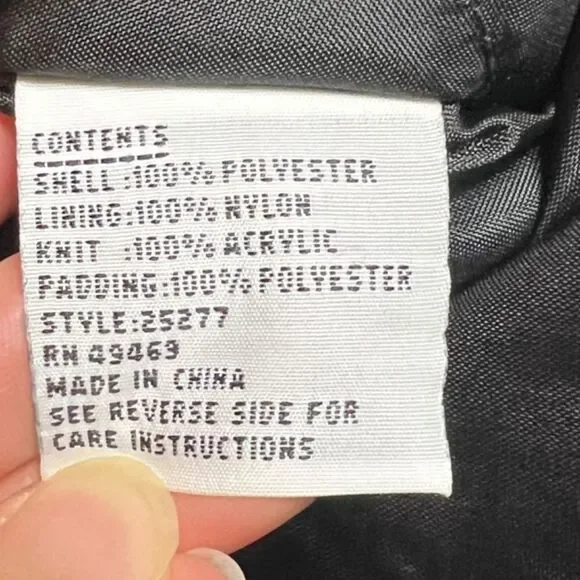 CONTENTS
SHELL:100% POLYESTER
LINING:100% NYLON
KNIT :100% ACRYLIC
PADDING:100% POLYESTER
STYLE:25277
RN 49469
MADE IN CHINA
SEE REVERSE SIDE FOR
CARE INSTRUCTIONS